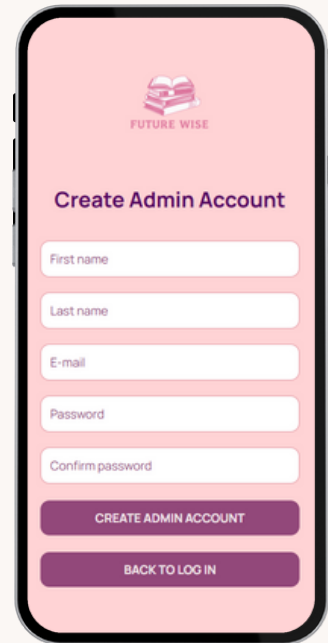 FUTURE WISE
Create Admin Account
First name
Last name
E-mail
Password
Confirm password
CREATE ADMIN ACCOUNT
BACK TO LOG IN